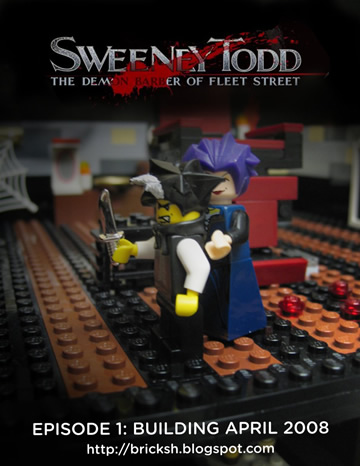 SWEENEY TODD
THE DEMON BARBER OF FLEET STREET
EPISODE 1: BUILDING APRIL 2008
http://bricksh.blogspot.com